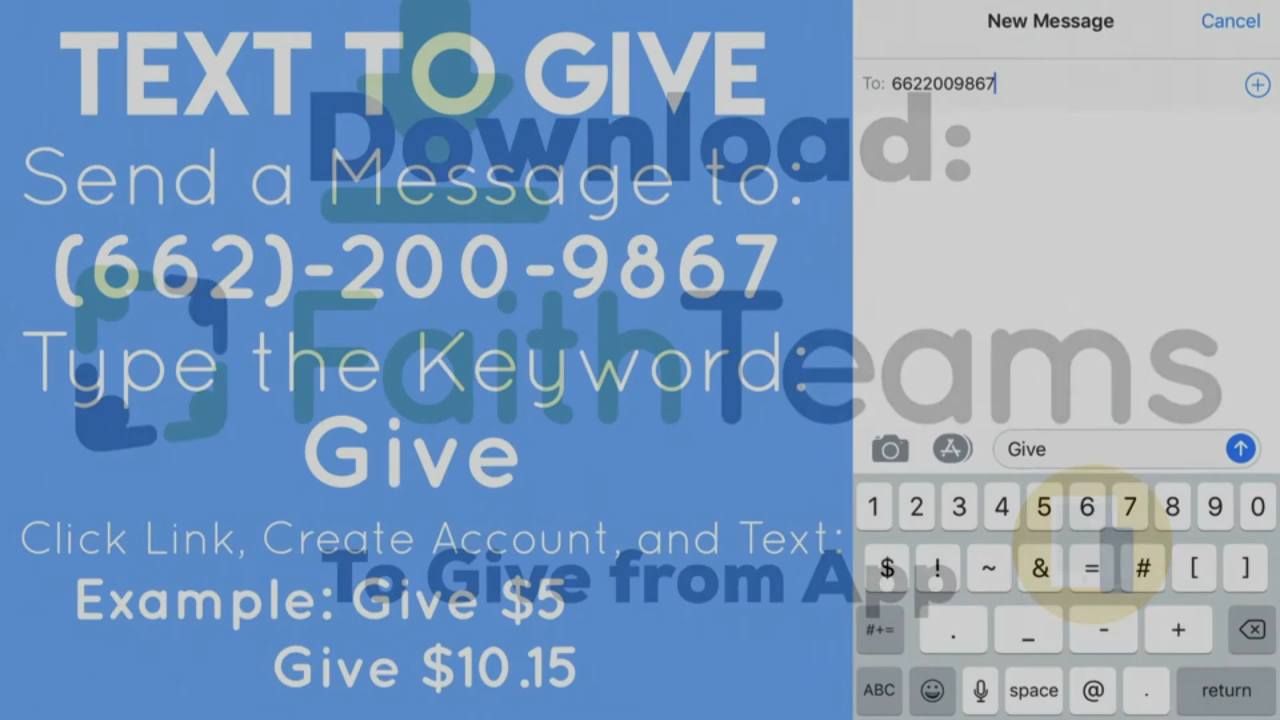 TEXT TO GIVE
Send a Message to:
(662)-200-9867
Type the Keyword:
Give
Click Link, Create Account, and Text:
Example: Give $5
Give $10.15
Download:
FaithTeams
To Give from App
New Message
Cancel
To: 6622009867
Give
1 2 3 4 5 6 7 8 9 0
$ ! ~ & = # [ ]
#+= . _ - +
ABC space @ . return